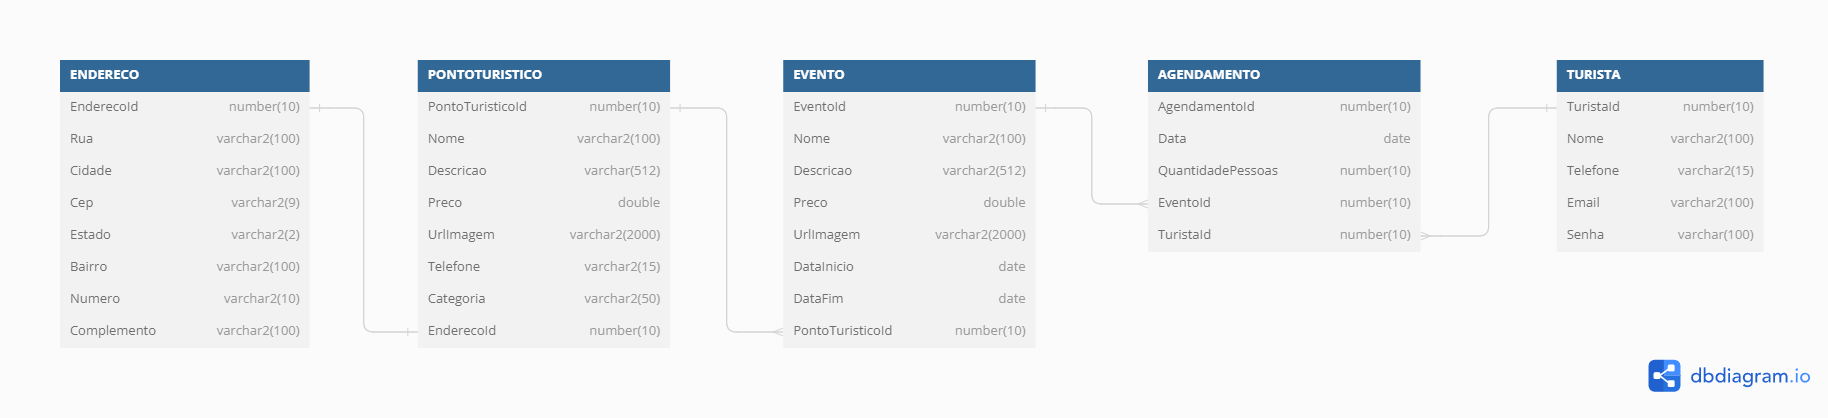 ENDERECO
EnderecoId number(10)
Rua varchar2(100)
Cidade varchar2(100)
Cep varchar2(9)
Estado varchar2(2)
Bairro varchar2(100)
Numero varchar2(10)
Complemento varchar2(100)
PONTOTURISTICO
PontoTuristicoId number(10)
Nome varchar2(100)
Descricao varchar(512)
Preco double
UrlImagem varchar2(2000)
Telefone varchar2(15)
Categoria varchar2(50)
EnderecoId number(10)
EVENTO
EventoId number(10)
Nome varchar2(100)
Descricao varchar2(512)
Preco double
UrlImagem varchar2(2000)
DataInicio date
DataFim date
PontoTuristicoId number(10)
AGENDAMENTO
AgendamentoId number(10)
Data date
QuantidadePessoas number(10)
EventoId number(10)
TuristaId number(10)
TURISTA
TuristaId number(10)
Nome varchar2(100)
Telefone varchar2(15)
Email varchar2(100)
Senha varchar(100)
dbdiagram.io